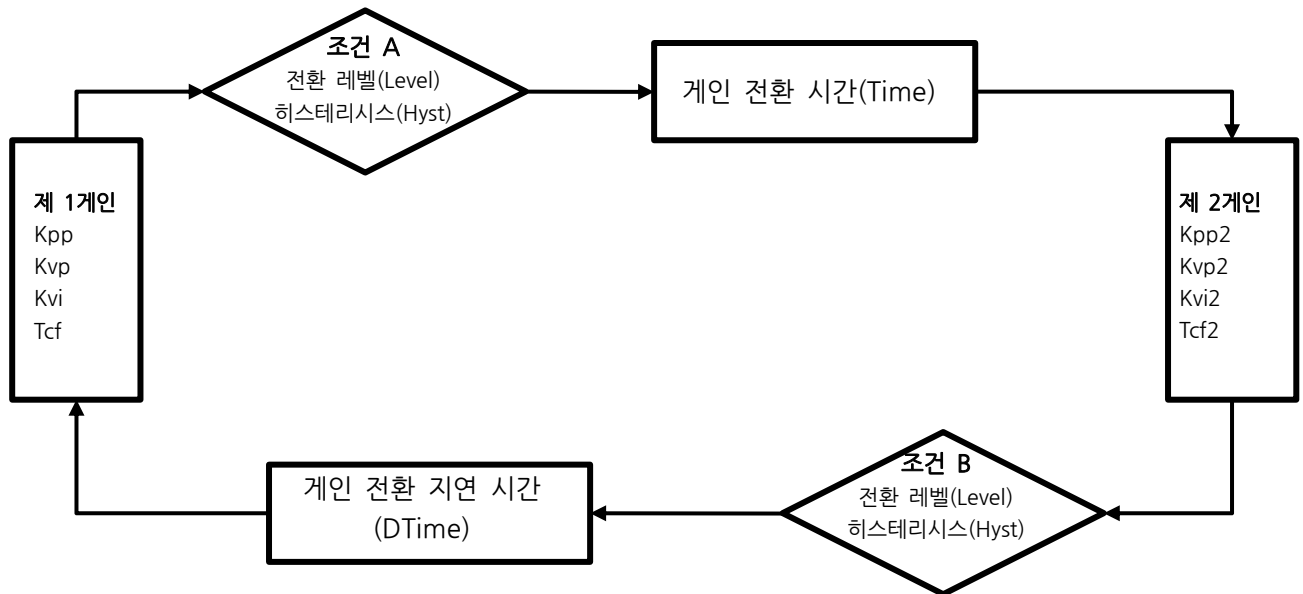 조건 A
전환 레벨(Level)
히스테리시스(Hyst)
게인 전환 시간(Time)
제 1게인
Kpp
Kvp
Kvi
Tcf
제 2게인
Kpp2
Kvp2
Kvi2
Tcf2
게인 전환 지연 시간
(DTime)
조건 B
전환 레벨(Level)
히스테리시스(Hyst)